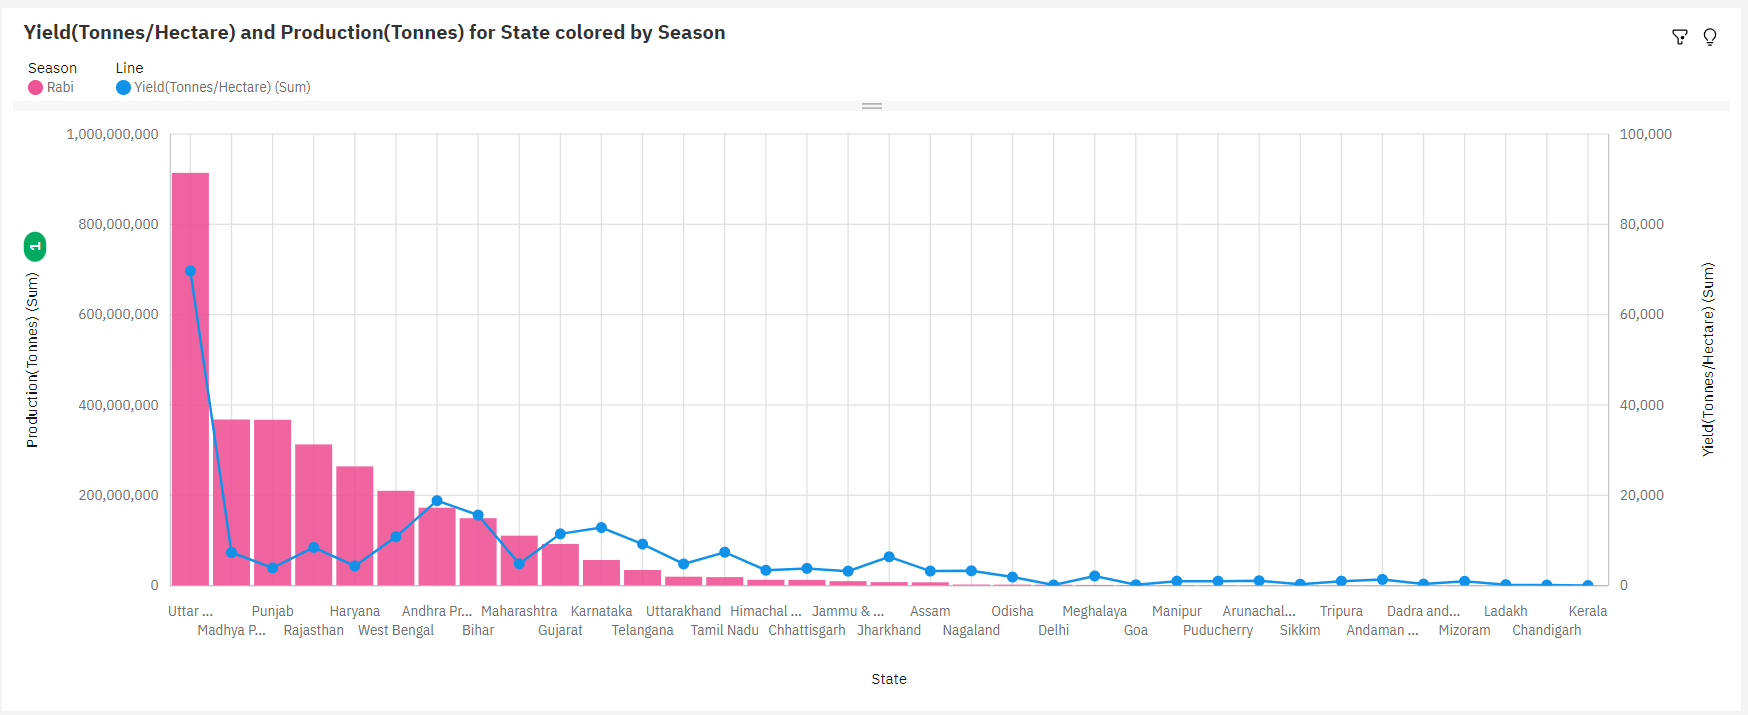 Yield(Tonnes/Hectare) and Production(Tonnes) for State colored by Season
Season
Rabi
Line
Yield(Tonnes/Hectare) (Sum)
1,000,000,000
800,000,000
600,000,000
400,000,000
200,000,000
0
1
Production(Tonnes) (Sum)
100,000
80,000
60,000
40,000
20,000
0
Yield(Tonnes/Hectare) (Sum)
Uttar ...
Madhya P...
Punjab
Rajasthan
Haryana
West Bengal
Andhra Pr...
Bihar
Maharashtra
Gujarat
Karnataka
Telangana
Uttarakhand
Tamil Nadu
Himachal ...
Chhattisgarh
Jammu & ...
Jharkhand
Assam
Nagaland
Odisha
Delhi
Meghalaya
Goa
Manipur
Puducherry
Arunachal...
Sikkim
Tripura
Andaman ...
Dadra and...
Mizoram
Ladakh
Chandigarh
Kerala
State